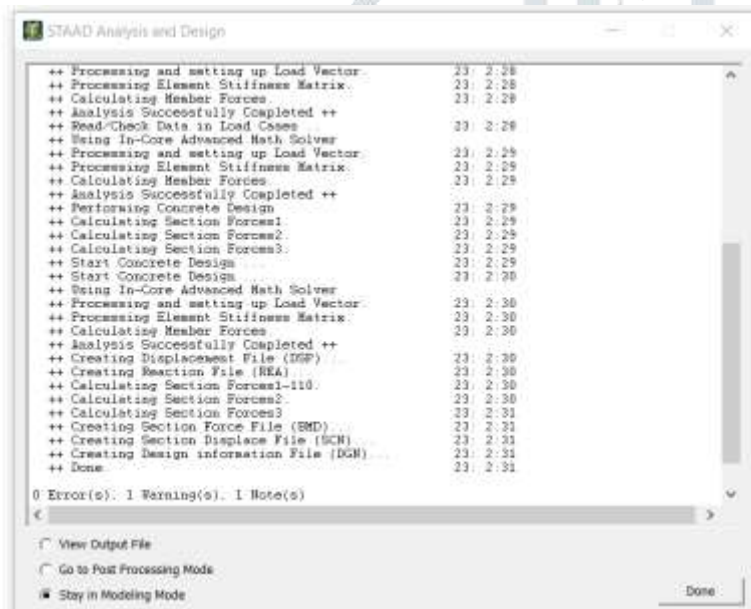 STAAD Analysis and Design
++ Processing and setting up Load Vector. 23: 2:28
++ Processing Element Stiffness Matrix. 23: 2:28
++ Calculating Member Forces. 23: 2:28
++ Analysis Successfully Completed ++
++ Read/Check Data in Load Cases 23: 2:28
++ Using In-Core Advanced Math Solver
++ Processing and setting up Load Vector. 23: 2:29
++ Processing Element Stiffness Matrix. 23: 2:29
++ Calculating Member Forces. 23: 2:29
++ Analysis Successfully Completed ++
++ Performing Concrete Design 23: 2:29
++ Calculating Section Forces1 23: 2:29
++ Calculating Section Forces2. 23: 2:29
++ Calculating Section Forces3. 23: 2:29
++ Start Concrete Design ... 23: 2:29
++ Start Concrete Design ... 23: 2:30
++ Using In-Core Advanced Math Solver
++ Processing and setting up Load Vector. 23: 2:30
++ Processing Element Stiffness Matrix. 23: 2:30
++ Calculating Member Forces. 23: 2:30
++ Analysis Successfully Completed ++
++ Creating Displacement File (DSP)... 23: 2:30
++ Creating Reaction File (REA)... 23: 2:30
++ Calculating Section Forces1-110. 23: 2:30
++ Calculating Section Forces2. 23: 2:30
++ Calculating Section Forces3 23: 2:31
++ Creating Section Force File (BMD)... 23: 2:31
++ Creating Section Displace File (SCN)... 23: 2:31
++ Creating Design information File (DGN)... 23: 2:31
++ Done. 23: 2:31
0 Error(s), 1 Warning(s), 1 Note(s)
View Output File
Go to Post Processing Mode
Stay in Modeling Mode
Done